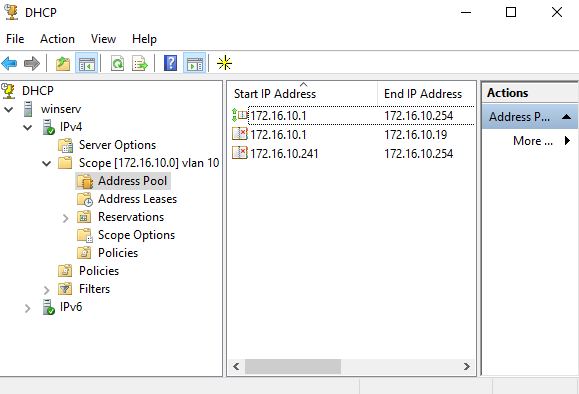 DHCP
File Action View Help
DHCP
winserv
IPv4
Server Options
Scope [172.16.10.0] vlan 10
Address Pool
Address Leases
Reservations
Scope Options
Policies
Policies
Filters
IPv6
Start IP Address End IP Address
172.16.10.1 172.16.10.254
172.16.10.1 172.16.10.19
172.16.10.241 172.16.10.254
Actions
Address P...
More ...